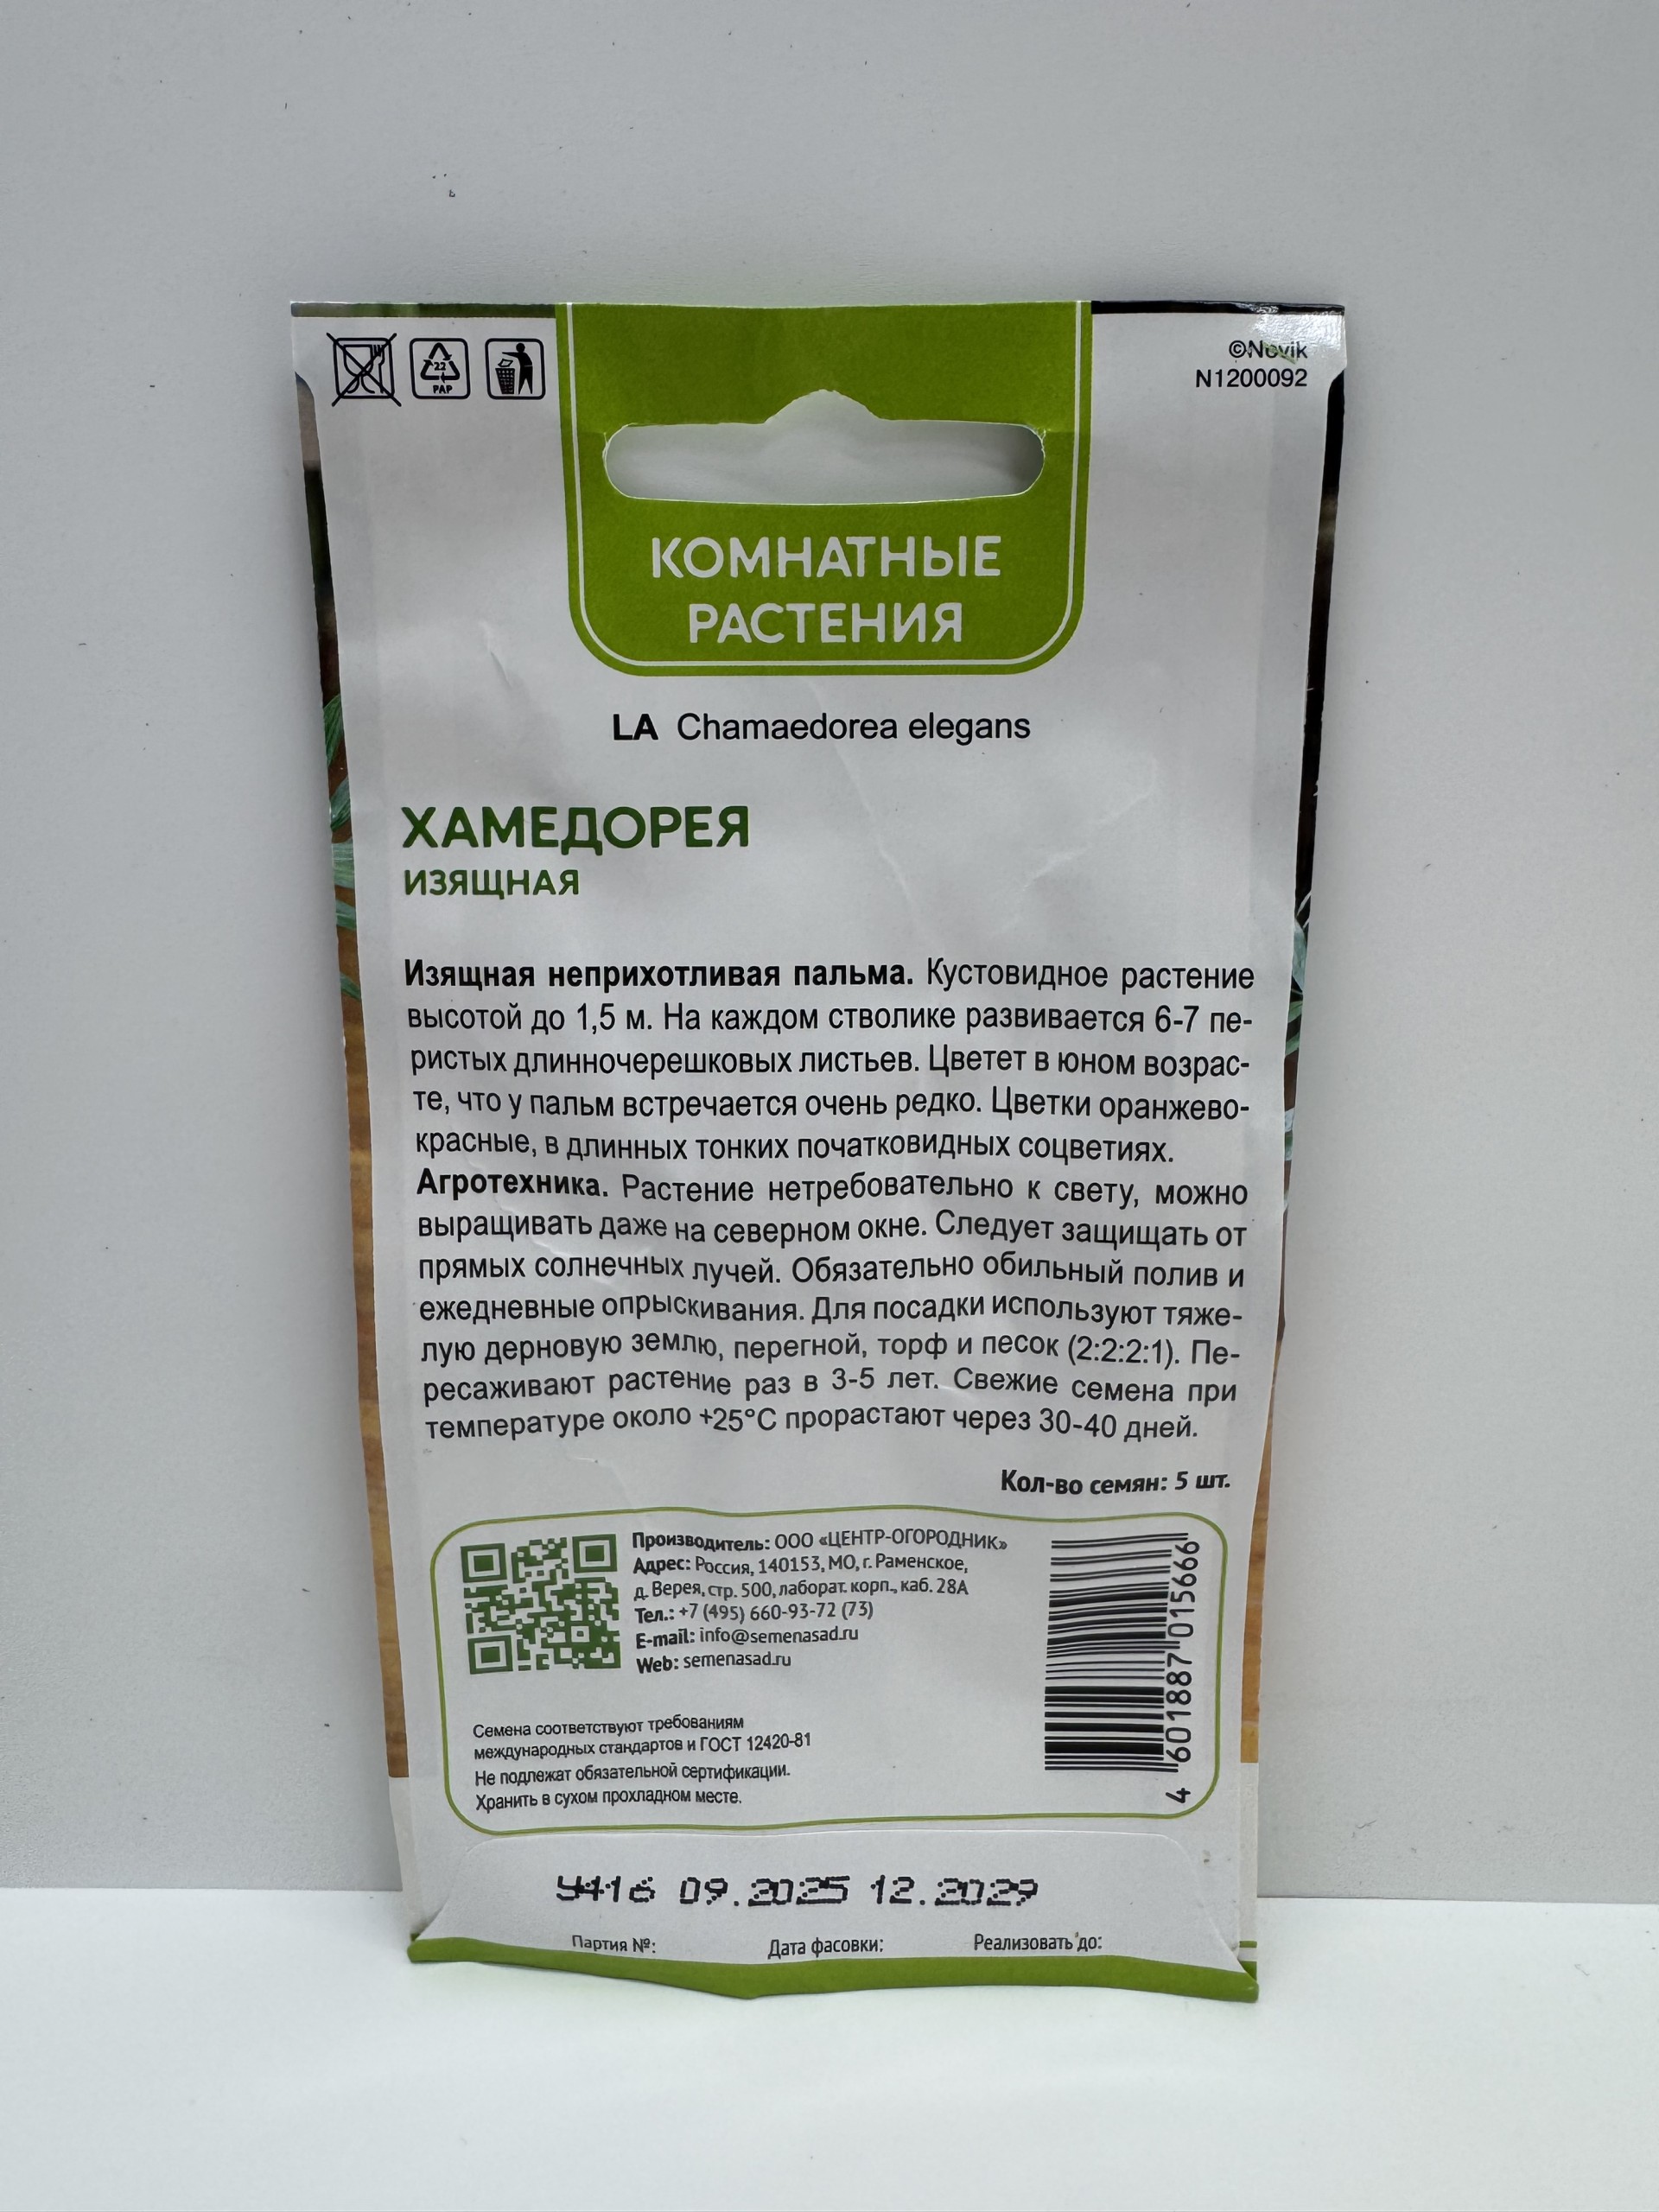 22
PAP
©Novik
N1200092
КОМНАТНЫЕ
РАСТЕНИЯ
LA Chamaedorea elegans
ХАМЕДОРЕЯ
ИЗЯЩНАЯ
Изящная неприхотливая пальма. Кустовидное растение
высотой до 1,5 м. На каждом стволике развивается 6-7 пе-
ристых длинночерешковых листьев. Цветет в юном возрас-
те, что у пальм встречается очень редко. Цветки оранжево-
красные, в длинных тонких початковидных соцветиях.
Агротехника. Растение нетребовательно к свету, можно
выращивать даже на северном окне. Следует защищать от
прямых солнечных лучей. Обязательно обильный полив и
ежедневные опрыскивания. Для посадки используют тяже-
лую дерновую землю, перегной, торф и песок (2:2:2:1). Пе-
ресаживают растение раз в 3-5 лет. Свежие семена при
температуре около +25°С прорастают через 30-40 дней.
Кол-во семян: 5 шт.
Производитель: ООО «ЦЕНТР-ОГОРОДНИК»
Адрес: Россия, 140153, МО, г. Раменское,
д. Верея, стр. 500, лаборат. корп., каб. 28А
Тел.: +7 (495) 660-93-72 (73)
E-mail: info@semenasad.ru
Web: semenasad.ru
Семена соответствуют требованиям
международных стандартов и ГОСТ 12420-81
Не подлежат обязательной сертификации.
Хранить в сухом прохладном месте.
4 601887 015666
У416 09.2025 12.2029
Партия №: Дата фасовки: Реализовать до: